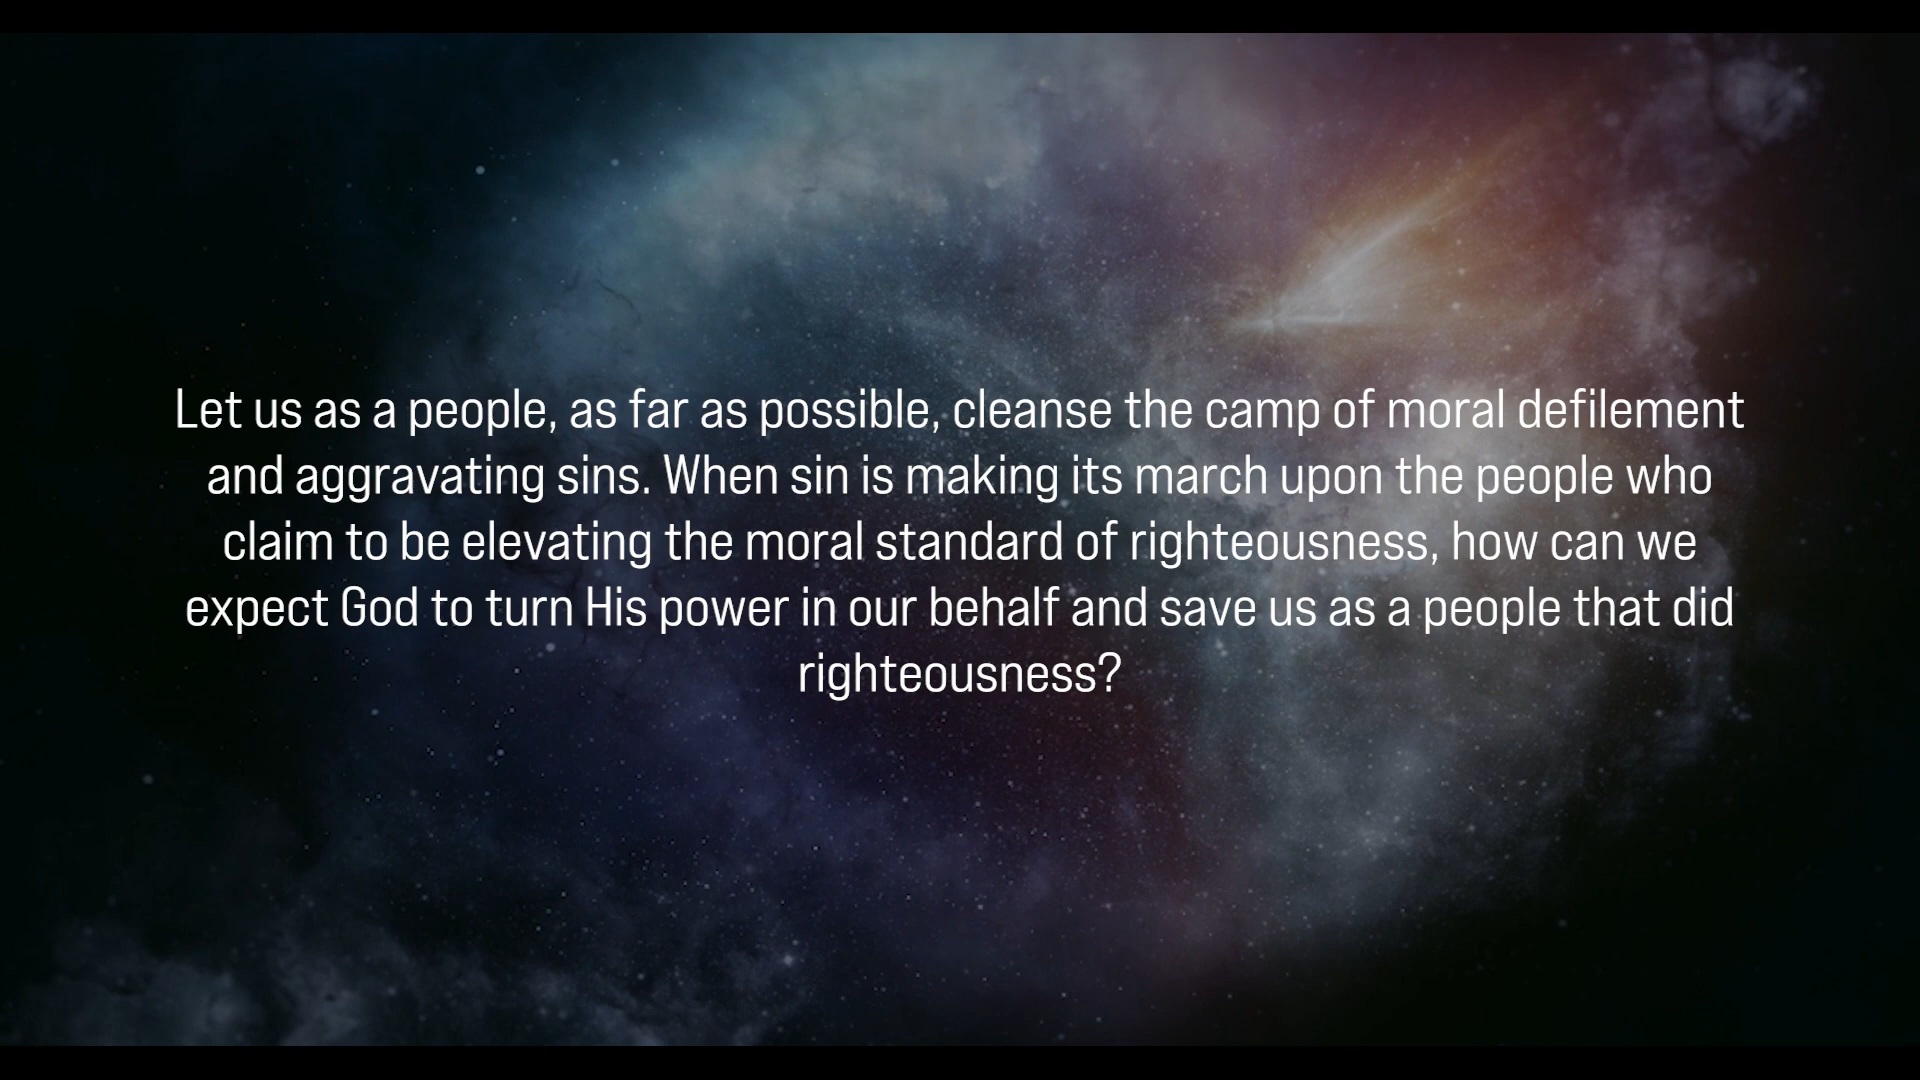 Let us as a people, as far as possible, cleanse the camp of moral defilement
and aggravating sins. When sin is making its march upon the people who
claim to be elevating the moral standard of righteousness, how can we
expect God to turn His power in our behalf and save us as a people that did
righteousness?